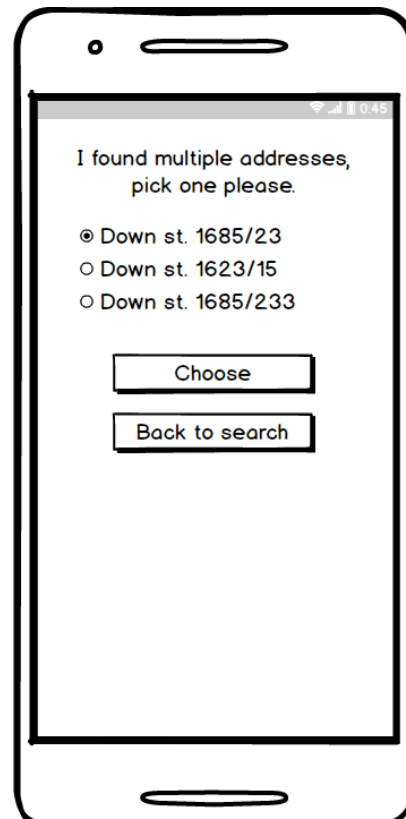 0:45
I found multiple addresses,
pick one please.
Down st. 1685/23
Down st. 1623/15
Down st. 1685/233
Choose
Back to search